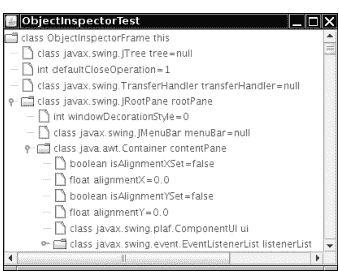 ObjectInspectorTest
class ObjectInspectorFrame this
class javax.swing.JTree tree=null
int defaultCloseOperation=1
class javax.swing.TransferHandler transferHandler=null
class javax.swing.JRootPane rootPane
int windowDecorationStyle=0
class javax.swing.JMenuBar menuBar=null
class java.awt.Container contentPane
boolean isAlignmentXSet=false
float alignmentX=0.0
boolean isAlignmentYSet=false
float alignmentY=0.0
class javax.swing.plaf.ComponentUI ui
class javax.swing.event.EventListenerList listenerList